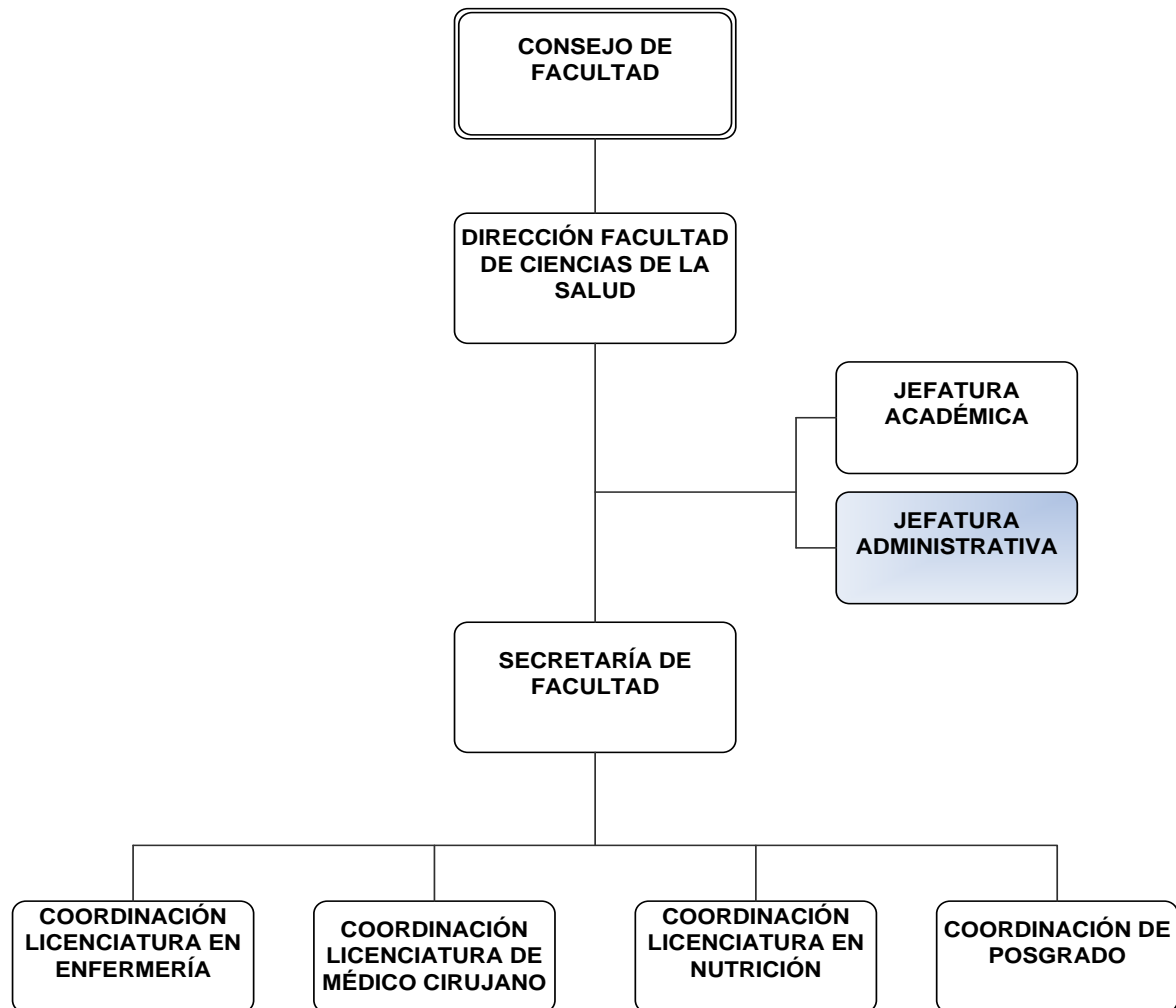 CONSEJO DE
FACULTAD
DIRECCIÓN FACULTAD
DE CIENCIAS DE LA
SALUD
JEFATURA
ACADÉMICA
JEFATURA
ADMINISTRATIVA
SECRETARÍA DE
FACULTAD
COORDINACIÓN
LICENCIATURA EN
ENFERMERÍA
COORDINACIÓN
LICENCIATURA DE
MÉDICO CIRUJANO
COORDINACIÓN
LICENCIATURA EN
NUTRICIÓN
COORDINACIÓN DE
POSGRADO